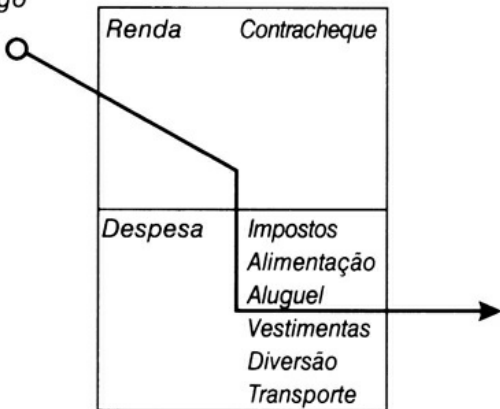 Renda Contracheque
Despesa Impostos
Alimentação
Aluguel
Vestimentas
Diversão
Transporte